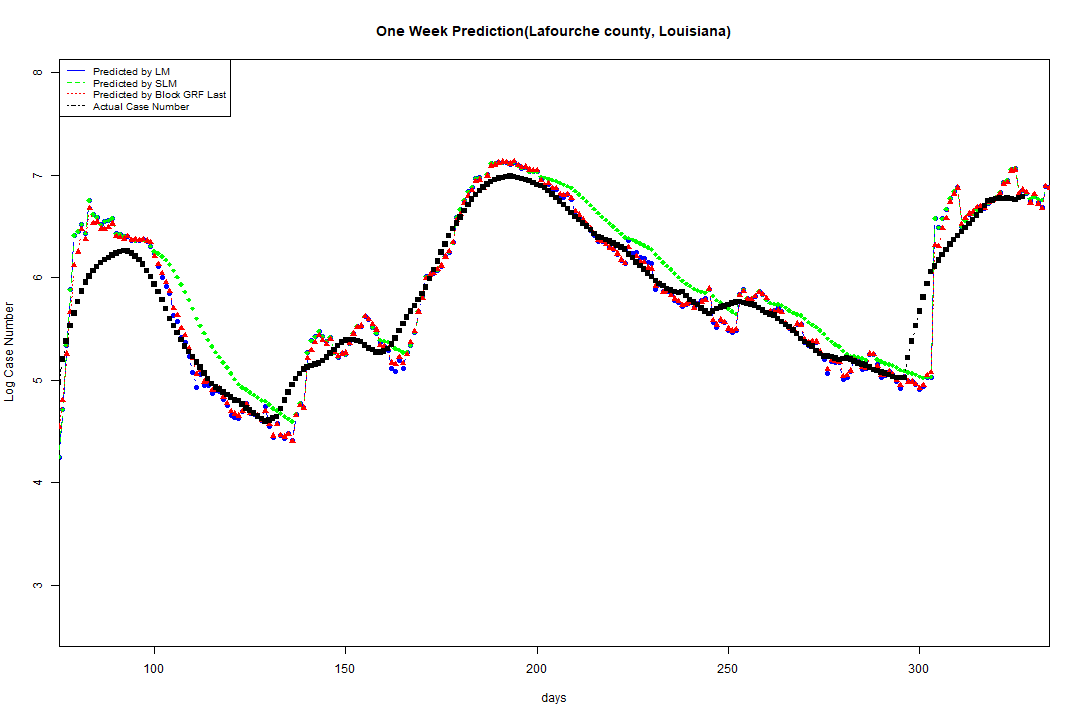 One Week Prediction(Lafourche county, Louisiana)
Predicted by LM
Predicted by SLM
Predicted by Block GRF Last
Actual Case Number
8
7
6
5
4
3
Log Case Number
100 150 200 250 300
days